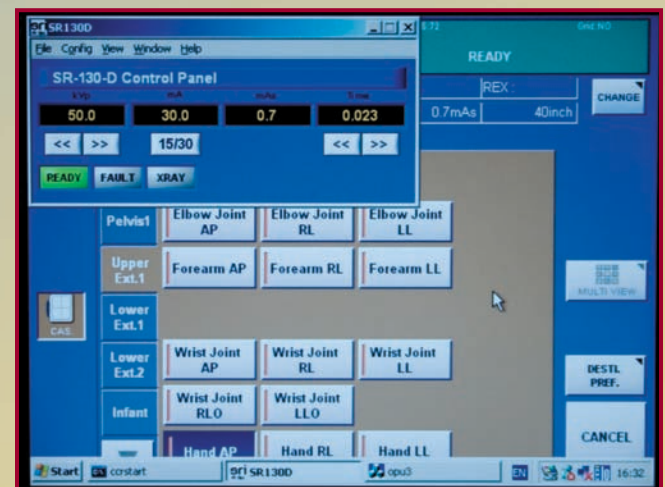 SR130D
File Config View Window Help
SR-130-D Control Panel
kVp mA mAs Time
50.0 30.0 0.7 0.023
<< >> 15/30 << >>
READY FAULT XRAY
READY
REX :
0.7mAs 40inch
CHANGE
Pelvis1
Elbow Joint AP
Elbow Joint RL
Elbow Joint LL
Upper Ext.1
Forearm AP
Forearm RL
Forearm LL
Lower Ext.1
CAS.
MULTI VIEW
Lower Ext.2
Wrist Joint AP
Wrist Joint RL
Wrist Joint LL
Infant
Wrist Joint RLO
Wrist Joint LLO
DESTI. PREF.
Hand AP
Hand RL
Hand LL
CANCEL
Start ccrstart SR130D opu3 EN 16:32